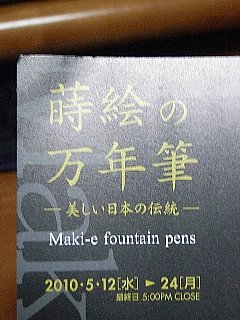 蒔絵の
万年筆
―美しい日本の伝統―
Maki-e fountain pens
2010・5・12[水] ► 24[月]
最終日 5:00PM CLOSE